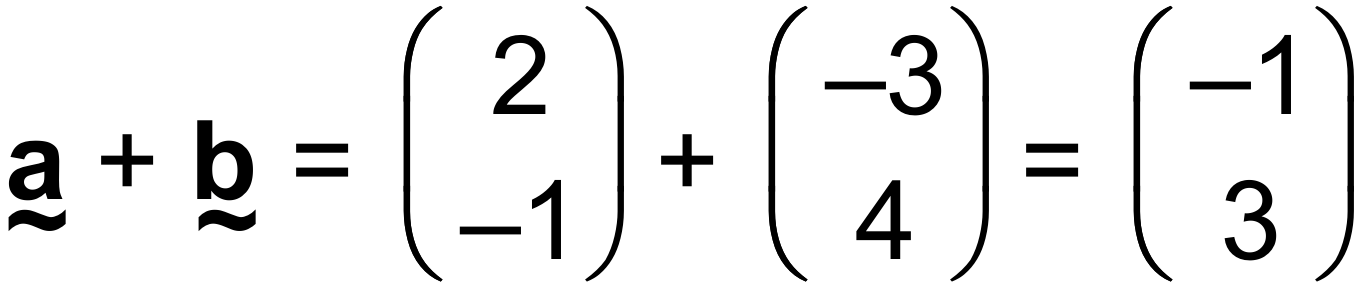 a + b = ( 2 –1 ) + ( –3 4 ) = ( –1 3 )